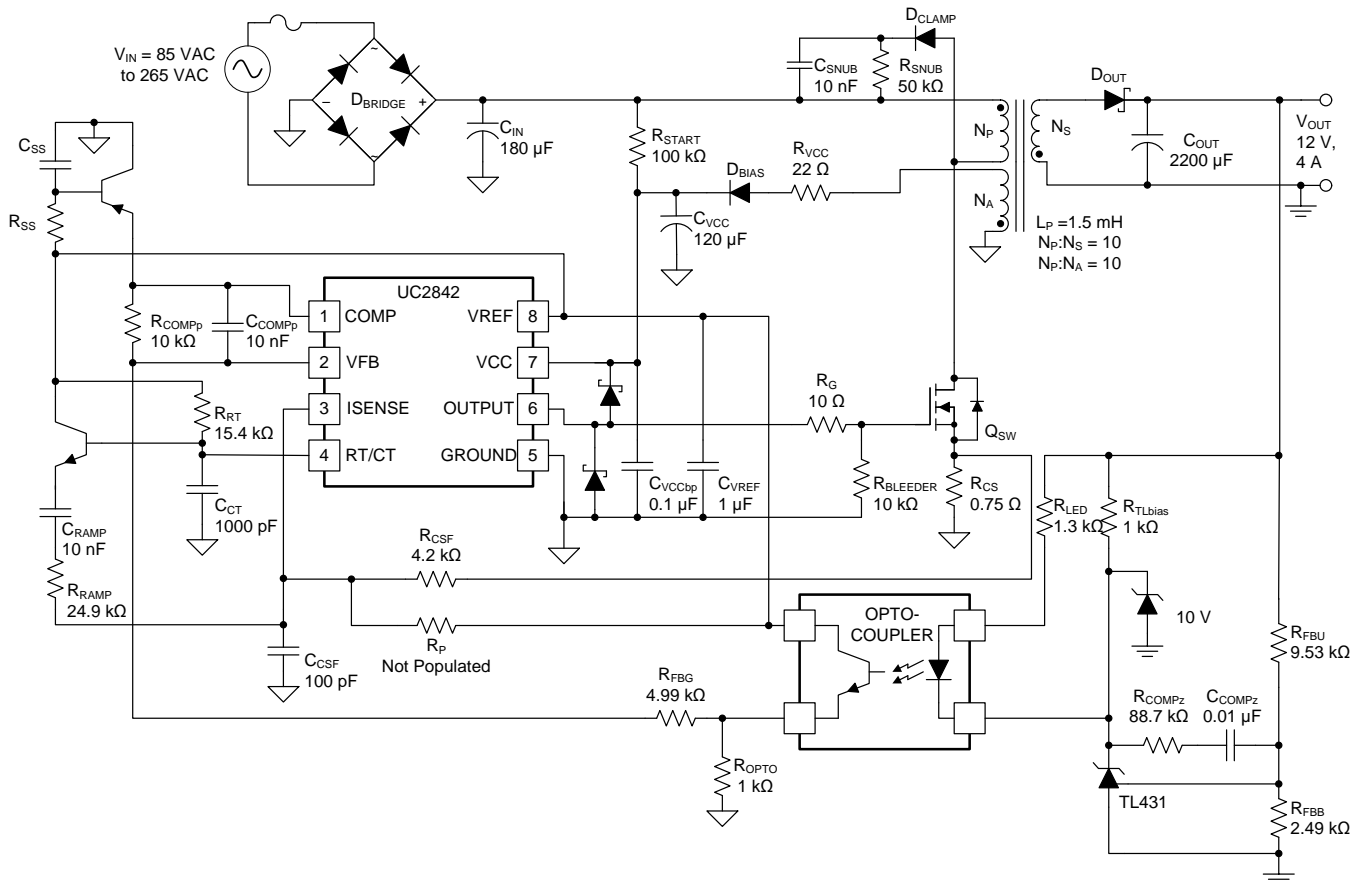 VIN = 85 VAC
to 265 VAC
~
−
DBRIDGE
+
~
CIN
180 µF
RSTART
100 kΩ
CSNUB
10 nF
RSNUB
50 kΩ
DCLAMP
NP
NS
NA
DOUT
COUT
2200 µF
VOUT
12 V,
4 A
LP =1.5 mH
NP:NS = 10
NP:NA = 10
RVCC
22 Ω
DBIAS
CVCC
120 µF
CSS
RSS
RCOMPp
10 kΩ
CCOMPp
10 nF
UC2842
1 COMP
2 VFB
3 ISENSE
4 RT/CT
VREF 8
VCC 7
OUTPUT 6
GROUND 5
RRT
15.4 kΩ
CCT
1000 pF
CRAMP
10 nF
RRAMP
24.9 kΩ
CCSF
100 pF
RCSF
4.2 kΩ
RP
Not Populated
CVCCbp
0.1 µF
CVREF
1 µF
RG
10 Ω
RBLEEDER
10 kΩ
QSW
RCS
0.75 Ω
RLED
1.3 kΩ
RTLbias
1 kΩ
10 V
OPTO-
COUPLER
RFBG
4.99 kΩ
ROPTO
1 kΩ
RFBU
9.53 kΩ
RCOMPz
88.7 kΩ
CCOMPz
0.01 µF
TL431
RFBB
2.49 kΩ